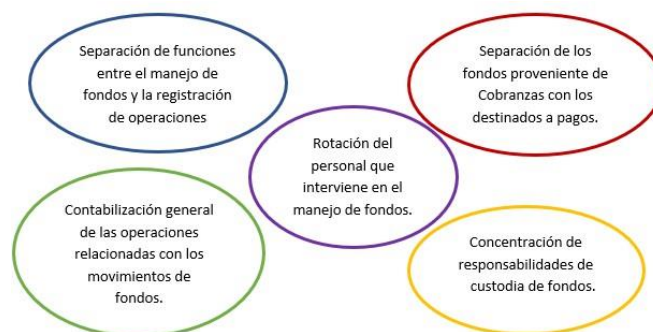 Separación de funciones
entre el manejo de
fondos y la registración
de operaciones
Separación de los
fondos proveniente de
Cobranzas con los
destinados a pagos.
Rotación del
personal que
interviene en el
manejo de fondos.
Contabilización general
de las operaciones
relacionadas con los
movimientos de
fondos.
Concentración de
responsabilidades de
custodia de fondos.